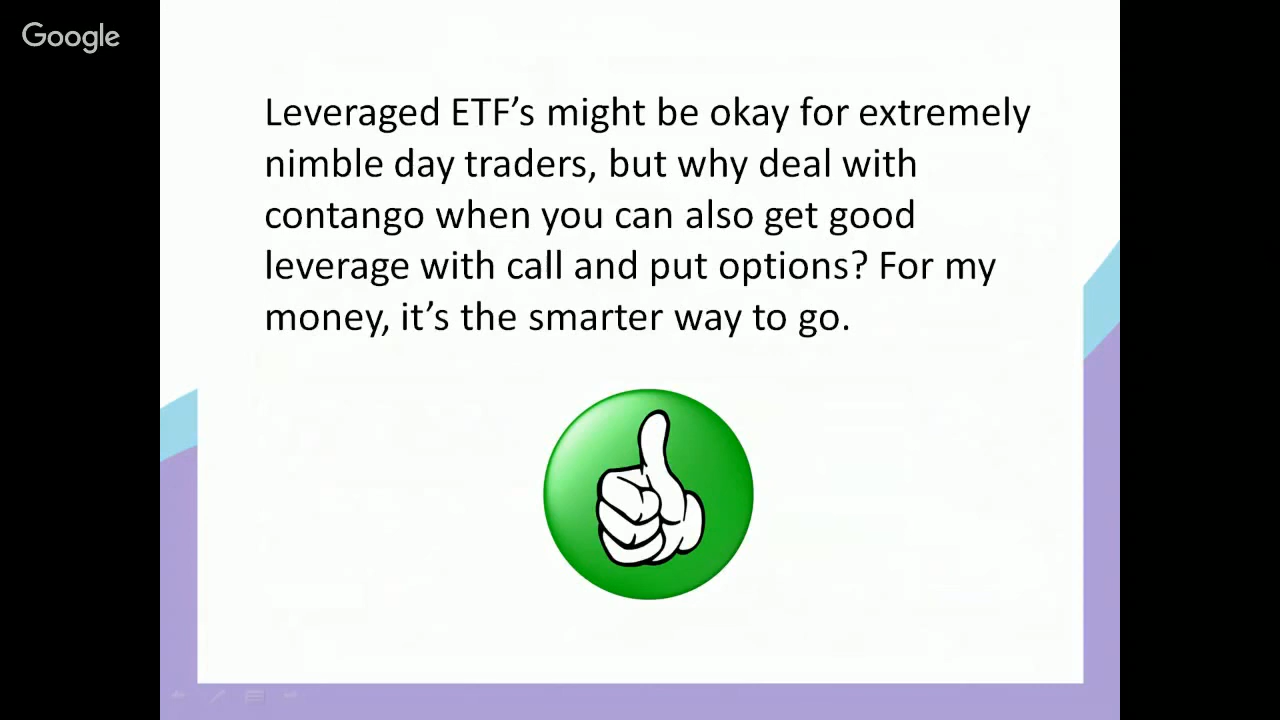 Google
Leveraged ETF’s might be okay for extremely
nimble day traders, but why deal with
contango when you can also get good
leverage with call and put options? For my
money, it’s the smarter way to go.